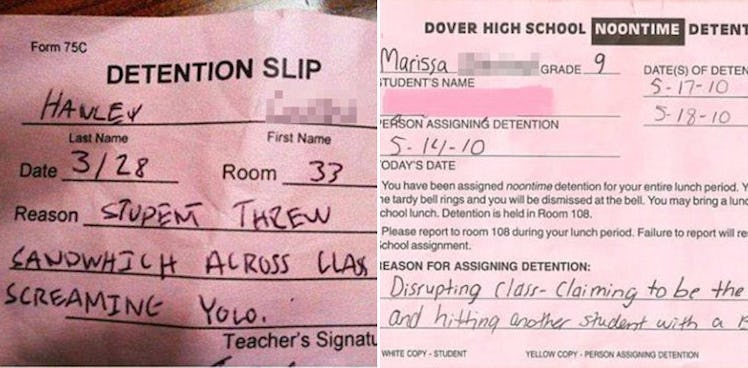 Form 75C
DETENTION SLIP
HANLEY
Last Name First Name
Date 3/28 Room 33
Reason STUDENT THREW
SANDWHICH ACROSS CLASS
SCREAMING YOLO.
Teacher's Signatu
DOVER HIGH SCHOOL NOONTIME DETENT
Marissa GRADE 9
STUDENT'S NAME
DATE(S) OF DETEN
5-17-10
5-18-10
PERSON ASSIGNING DETENTION
5-14-10
ODAY'S DATE
You have been assigned noontime detention for your entire lunch period. Y
he tardy bell rings and you will be dismissed at the bell. You may bring a lunc
chool lunch. Detention is held in Room 108.
Please report to room 108 during your lunch period. Failure to report will re
school assignment.
REASON FOR ASSIGNING DETENTION:
Disrupting class- Claiming to be the
and hitting another student with a
WHITE COPY - STUDENT YELLOW COPY - PERSON ASSIGNING DETENTION